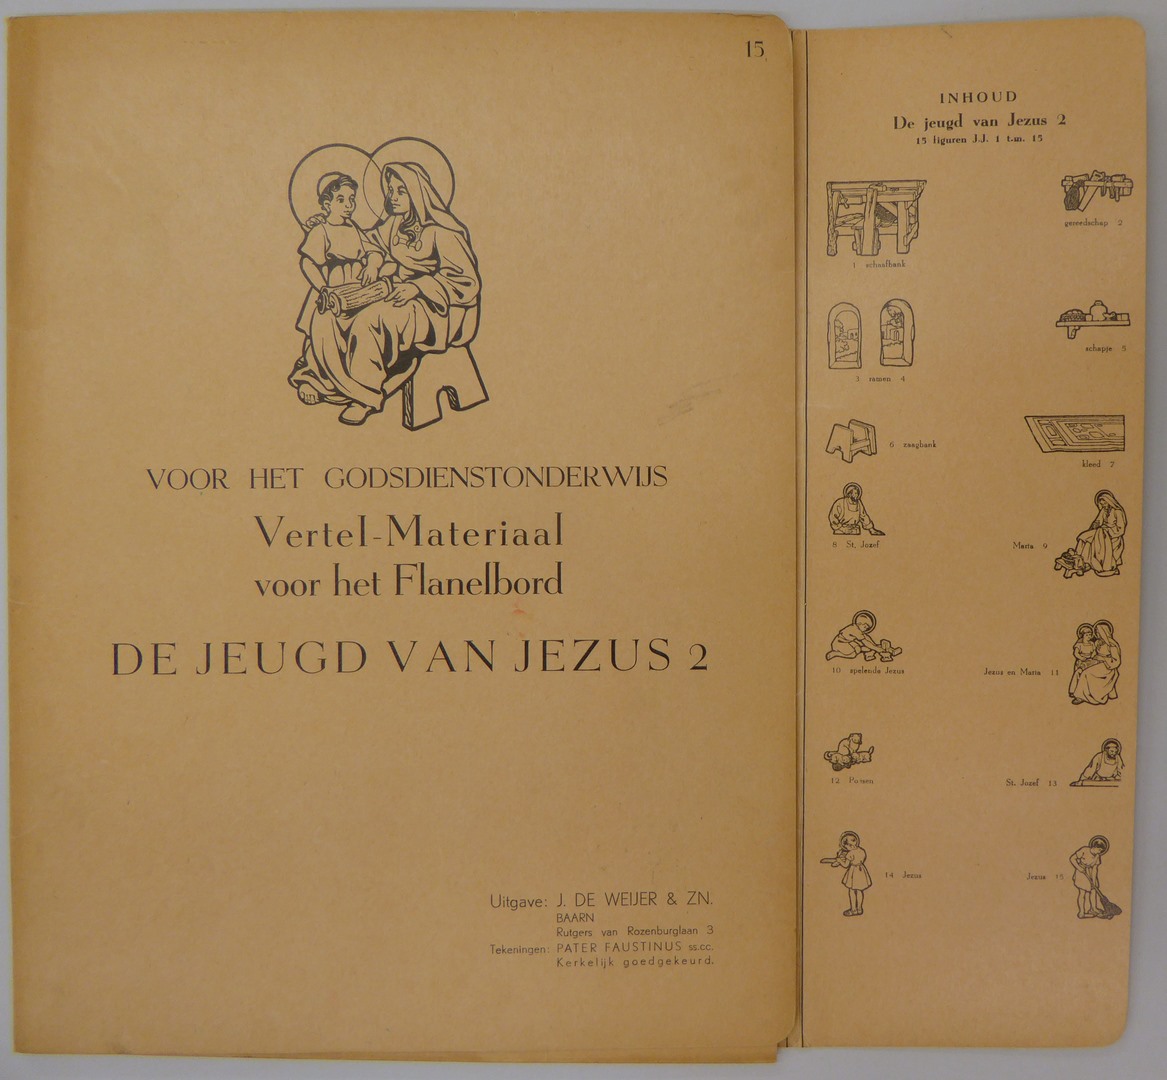 15
VOOR HET GODSDIENSTONDERWIJS
Vertel-Materiaal
voor het Flanelbord
DE JEUGD VAN JEZUS 2
Uitgave: J. DE WEIJER & ZN.
BAARN
Rutgers van Rozenburglaan 3
Tekeningen: PATER FAUSTINUS ss.cc.
Kerkelijk goedgekeurd.
INHOUD
De jeugd van Jezus 2
15 figuren J.J. 1 t.m. 15
1 schaafbank
gereedschap 2
3 ramen 4
schapje 5
6 zaagbank
kleed 7
8 St. Jozef
Maria 9
10 spelende Jezus
Jezus en Maria 11
12 Poesen
St. Jozef 13
14 Jezus
Jezus 15